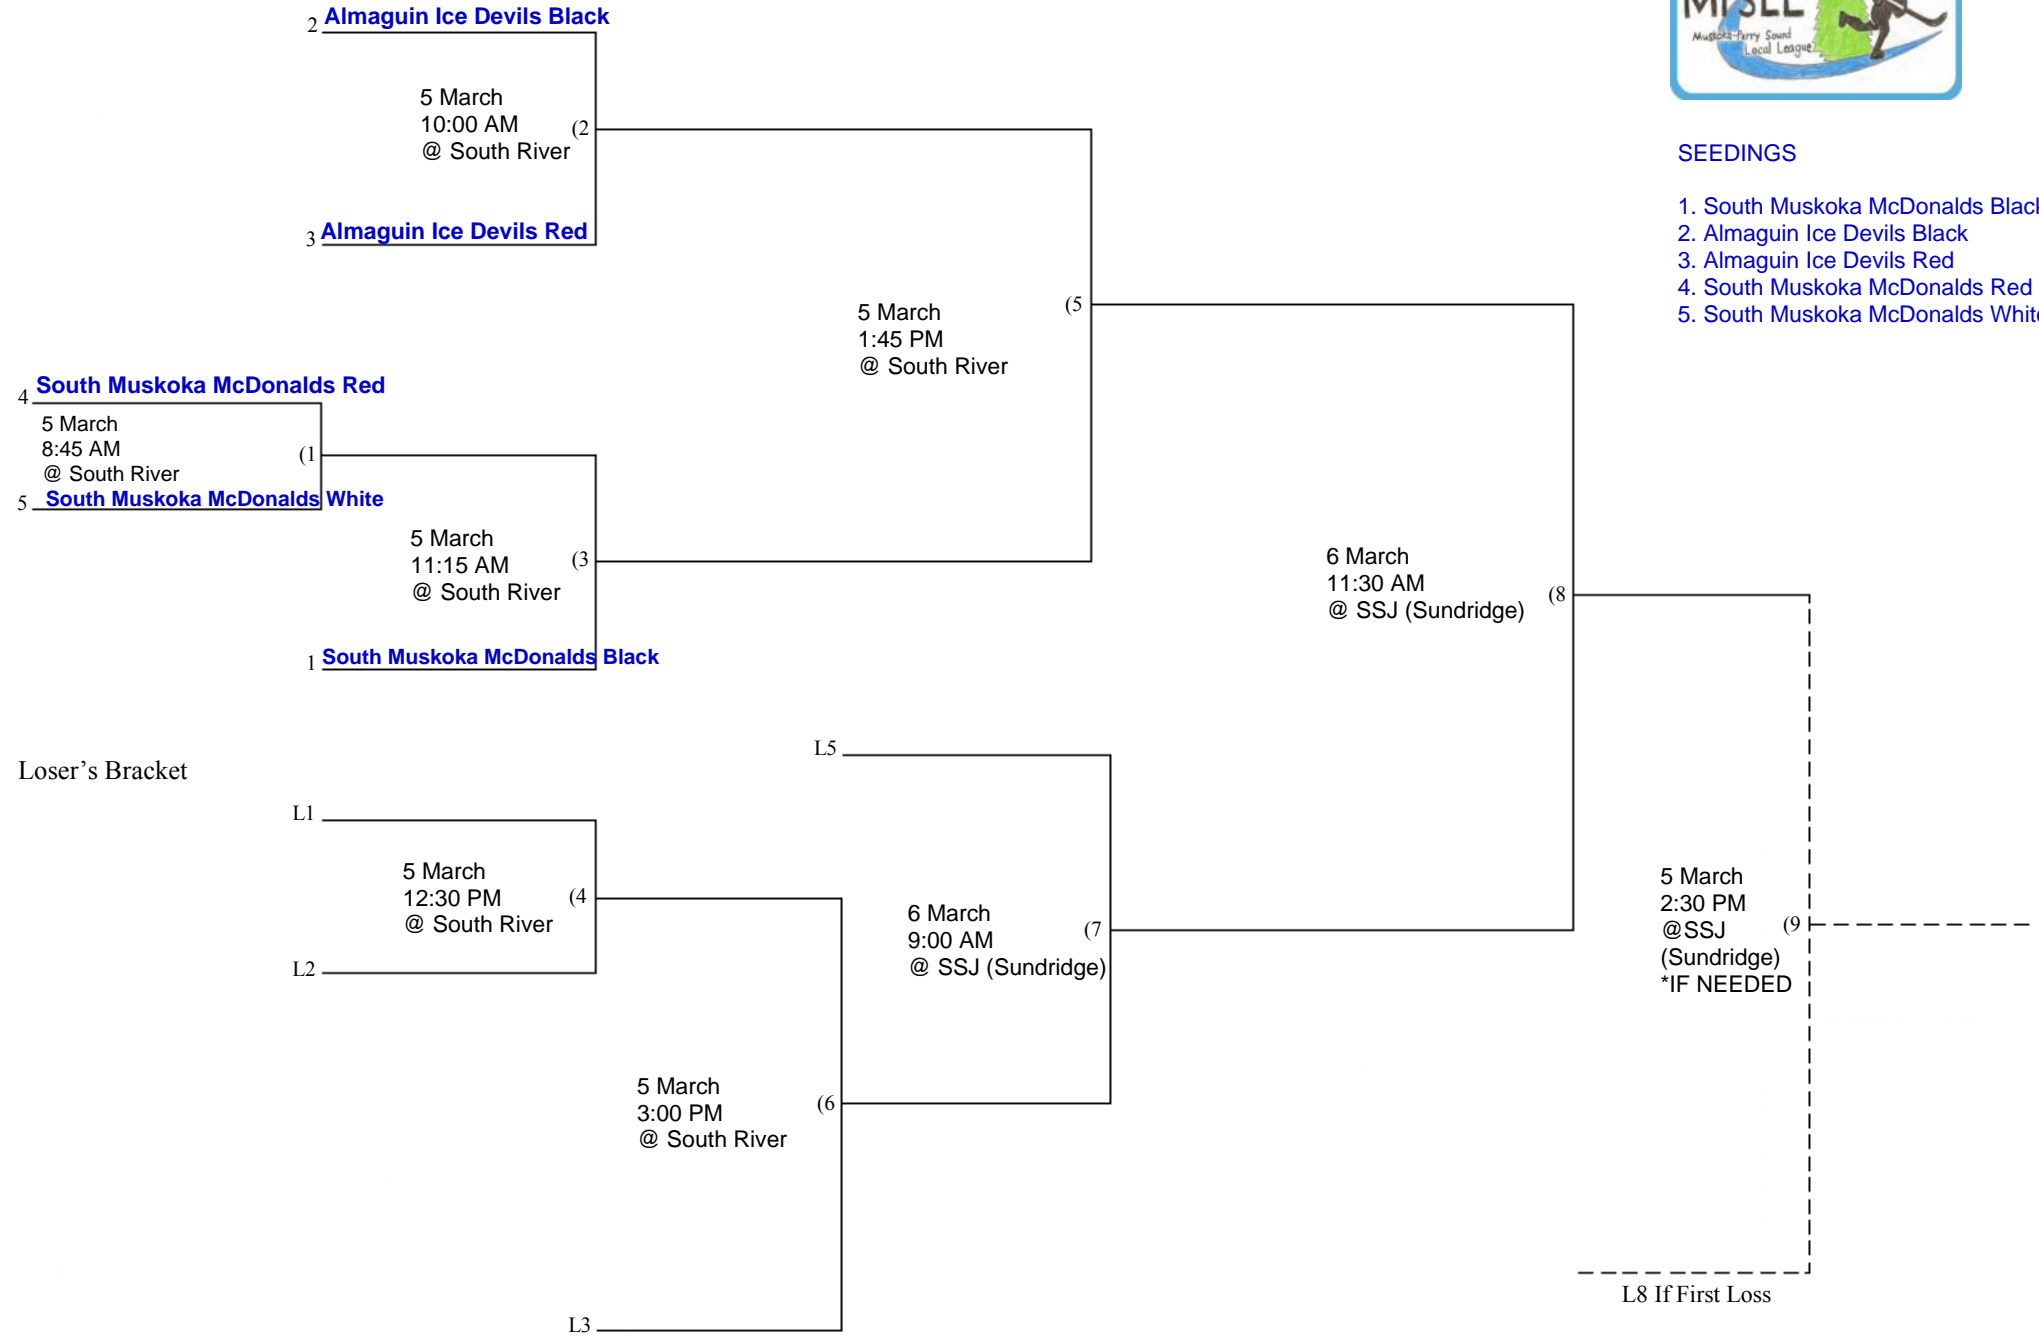 MPSLL
Muskoka-Parry Sound
Local League
SEEDINGS
1. South Muskoka McDonalds Black
2. Almaguin Ice Devils Black
3. Almaguin Ice Devils Red
4. South Muskoka McDonalds Red
5. South Muskoka McDonalds White
2 Almaguin Ice Devils Black
5 March
10:00 AM
@ South River
(2
3 Almaguin Ice Devils Red
5 March
1:45 PM
@ South River
(5
4 South Muskoka McDonalds Red
5 March
8:45 AM
@ South River
(1
5 South Muskoka McDonalds White
5 March
11:15 AM
@ South River
(3
1 South Muskoka McDonalds Black
6 March
11:30 AM
@ SSJ (Sundridge)
(8
Loser’s Bracket
L5
L1
5 March
12:30 PM
@ South River
(4
L2
6 March
9:00 AM
@ SSJ (Sundridge)
(7
5 March
2:30 PM
@SSJ
(Sundridge)
*IF NEEDED
(9
5 March
3:00 PM
@ South River
(6
L8 If First Loss
L3